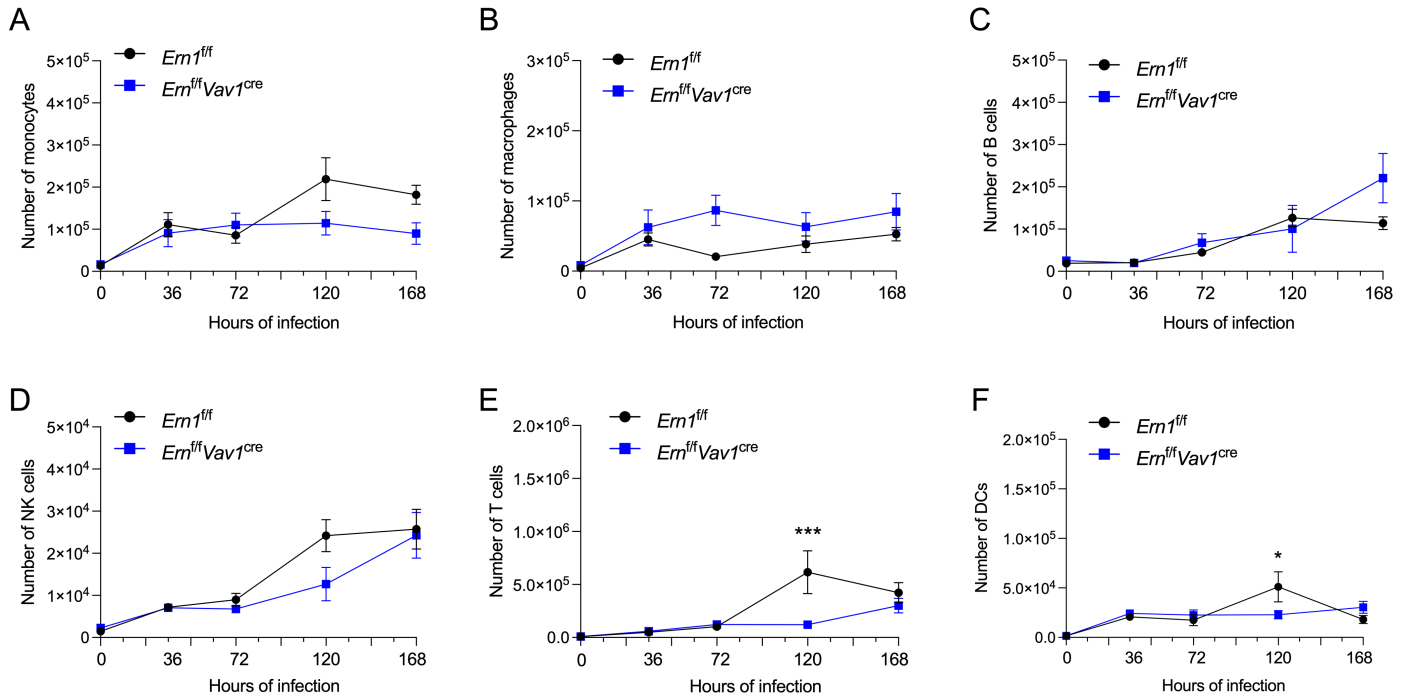 A
Ern1f/f
Ernf/fVav1cre
Number of monocytes
5×10⁵
4×10⁵
3×10⁵
2×10⁵
1×10⁵
0
0 36 72 120 168
Hours of infection
B
Ern1f/f
Ernf/fVav1cre
Number of macrophages
3×10⁵
2×10⁵
1×10⁵
0
0 36 72 120 168
Hours of infection
C
Ern1f/f
Ernf/fVav1cre
Number of B cells
5×10⁵
4×10⁵
3×10⁵
2×10⁵
1×10⁵
0
0 36 72 120 168
Hours of infection
D
Ern1f/f
Ernf/fVav1cre
Number of NK cells
5×10⁴
4×10⁴
3×10⁴
2×10⁴
1×10⁴
0
0 36 72 120 168
Hours of infection
E
Ern1f/f
Ernf/fVav1cre
Number of T cells
2.0×10⁶
1.5×10⁶
1.0×10⁶
5.0×10⁵
0.0
***
0 36 72 120 168
Hours of infection
F
Ern1f/f
Ernf/fVav1cre
Number of DCs
2.0×10⁵
1.5×10⁵
1.0×10⁵
5.0×10⁴
0.0
*
0 36 72 120 168
Hours of infection